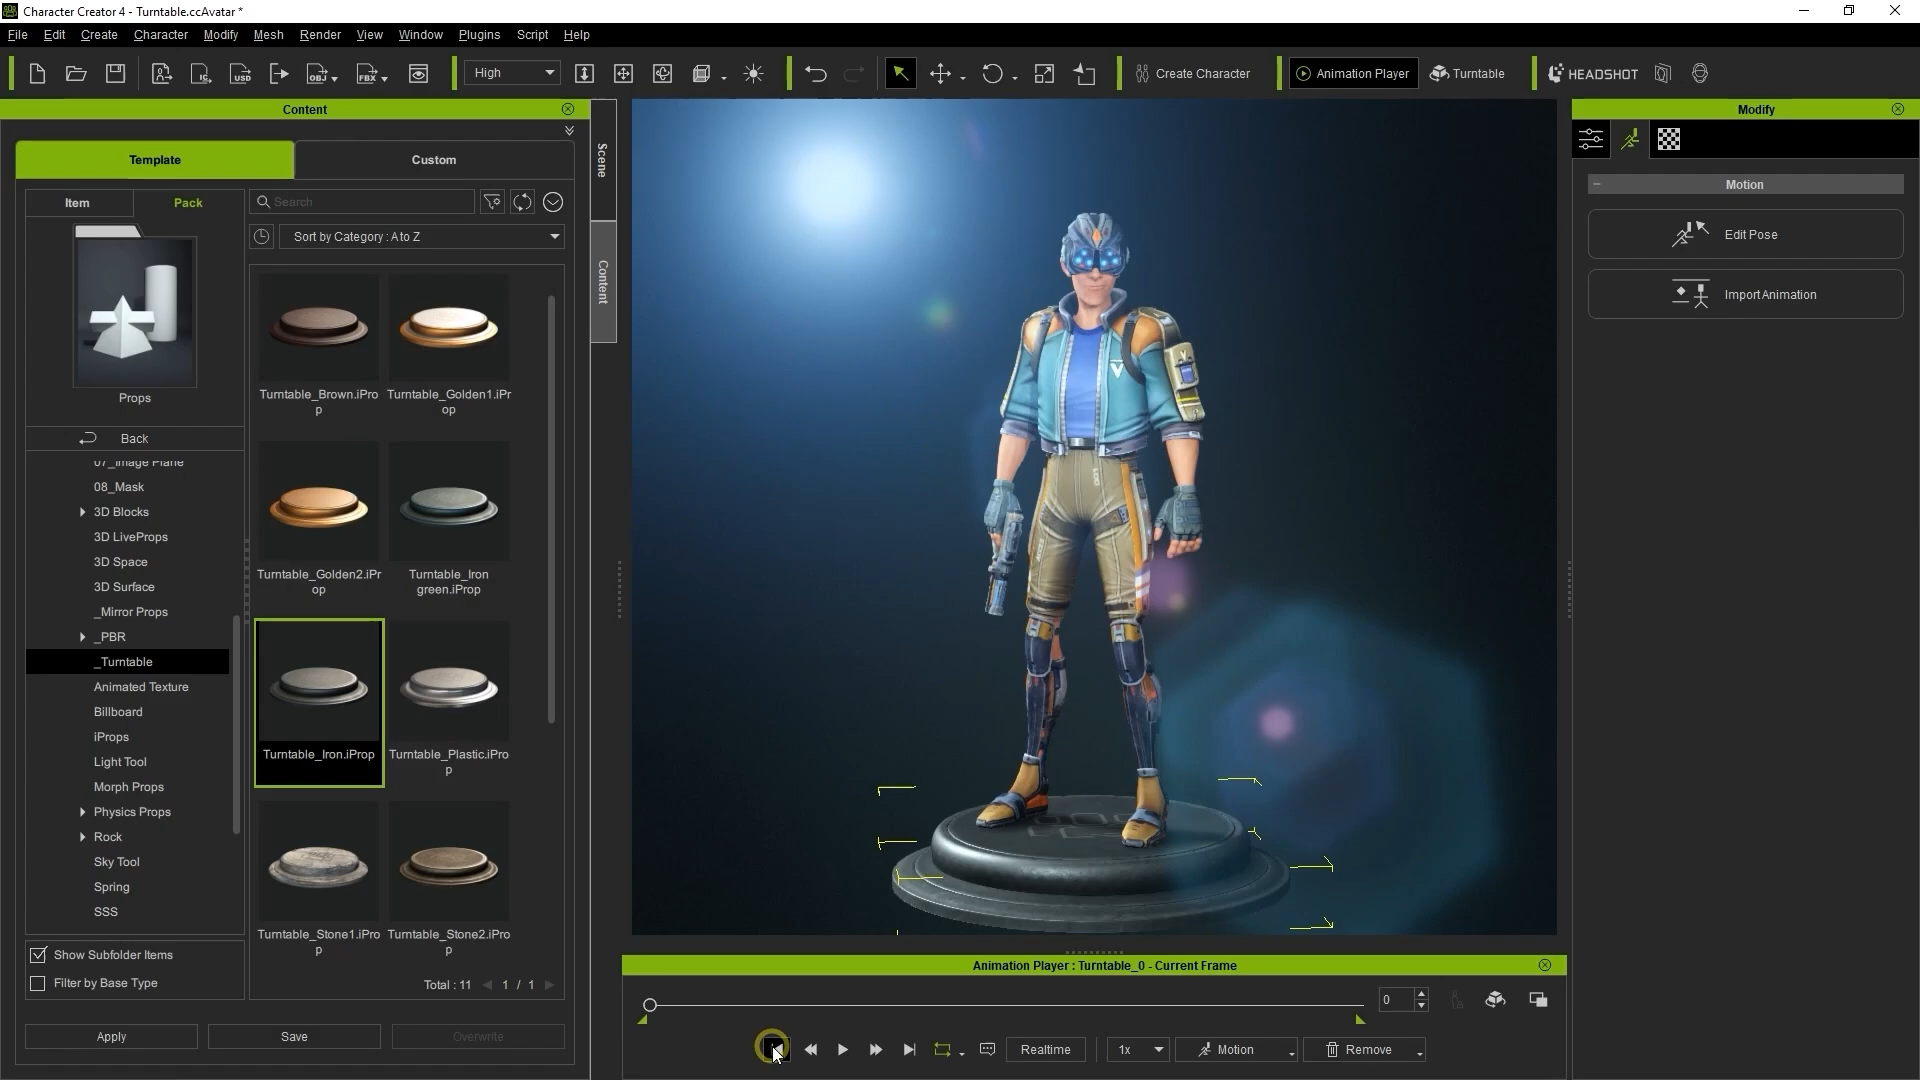 Character Creator 4 - Turntable.ccAvatar *
File Edit Create Character Modify Mesh Render View Window Plugins Script Help
High Create Character Animation Player Turntable HEADSHOT
Content
Template Custom
Item Pack
Search
Sort by Category : A to Z
Props
Back
07_Image Plane
08_Mask
3D Blocks
3D LiveProps
3D Space
3D Surface
_Mirror Props
_PBR
_Turntable
Animated Texture
Billboard
iProps
Light Tool
Morph Props
Physics Props
Rock
Sky Tool
Spring
SSS
Show Subfolder Items
Filter by Base Type
Turntable_Brown.iPro
p
Turntable_Golden1.iPr
op
Turntable_Golden2.iPr
op
Turntable_Iron
green.iProp
Turntable_Iron.iProp
Turntable_Plastic.iPro
p
Turntable_Stone1.iPro
p
Turntable_Stone2.iPro
p
Total : 11 1 / 1
Apply Save Overwrite
Scene
Content
V
Modify
Motion
Edit Pose
Import Animation
Animation Player : Turntable_0 - Current Frame
0
Realtime 1x Motion Remove